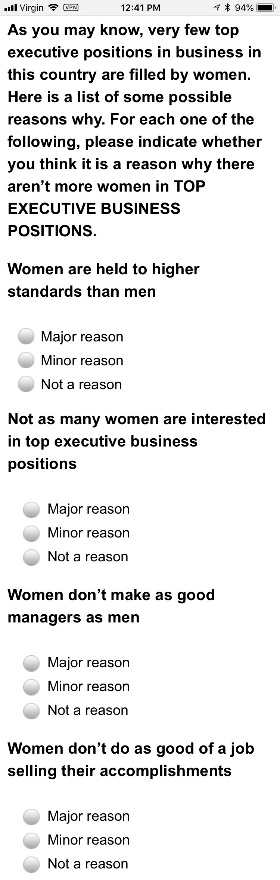 Virgin VPN 12:41 PM 94%
As you may know, very few top
executive positions in business in
this country are filled by women.
Here is a list of some possible
reasons why. For each one of the
following, please indicate whether
you think it is a reason why there
aren't more women in TOP
EXECUTIVE BUSINESS
POSITIONS.
Women are held to higher
standards than men
Major reason
Minor reason
Not a reason
Not as many women are interested
in top executive business
positions
Major reason
Minor reason
Not a reason
Women don't make as good
managers as men
Major reason
Minor reason
Not a reason
Women don't do as good of a job
selling their accomplishments
Major reason
Minor reason
Not a reason